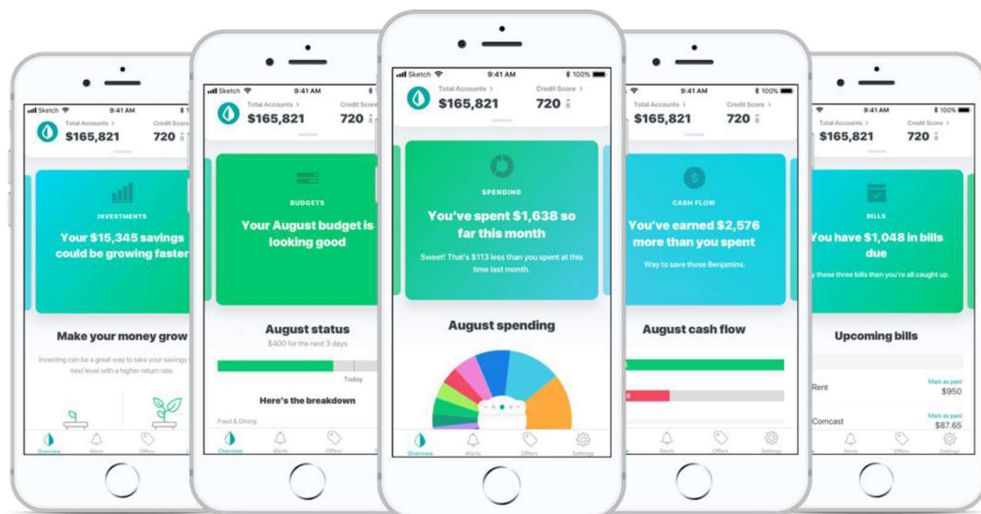 Sketch 9:41 AM
Total Accounts > Credit Score
$165,821 720
INVESTMENTS
Your $15,345 savings
could be growing faster
Make your money grow
Investing can be a great way to take your savings
next level with a higher return rate.
Overview Alerts Offers
Sketch 9:41 AM
Total Accounts > Credit Score >
$165,821 720
BUDGETS
Your August budget is
looking good
August status
$400 for the next 3 days
Today
Here's the breakdown
Food & Dining
Overview Alerts Offers
Sketch 9:41 AM 100%
Total Accounts > Credit Score >
$165,821 720
SPENDING
You've spent $1,638 so
far this month
Sweet! That's $113 less than you spent at this
time last month.
August spending
Overview Alerts Offers Settings
9:41 AM 100%
Total Accounts > Credit Score >
$165,821 720
CASH FLOW
You've earned $2,576
more than you spent
Way to save those Benjamins.
August cash flow
Alerts Offers Settings
9:41 AM 100%
Total Accounts > Credit Score >
$165,821 720
BILLS
You have $1,048 in bills
due
these three bills then you're all caught up.
Upcoming bills
Mark as paid
Rent $950
Mark as paid
Comcast $87.65
Alerts Offers Settings